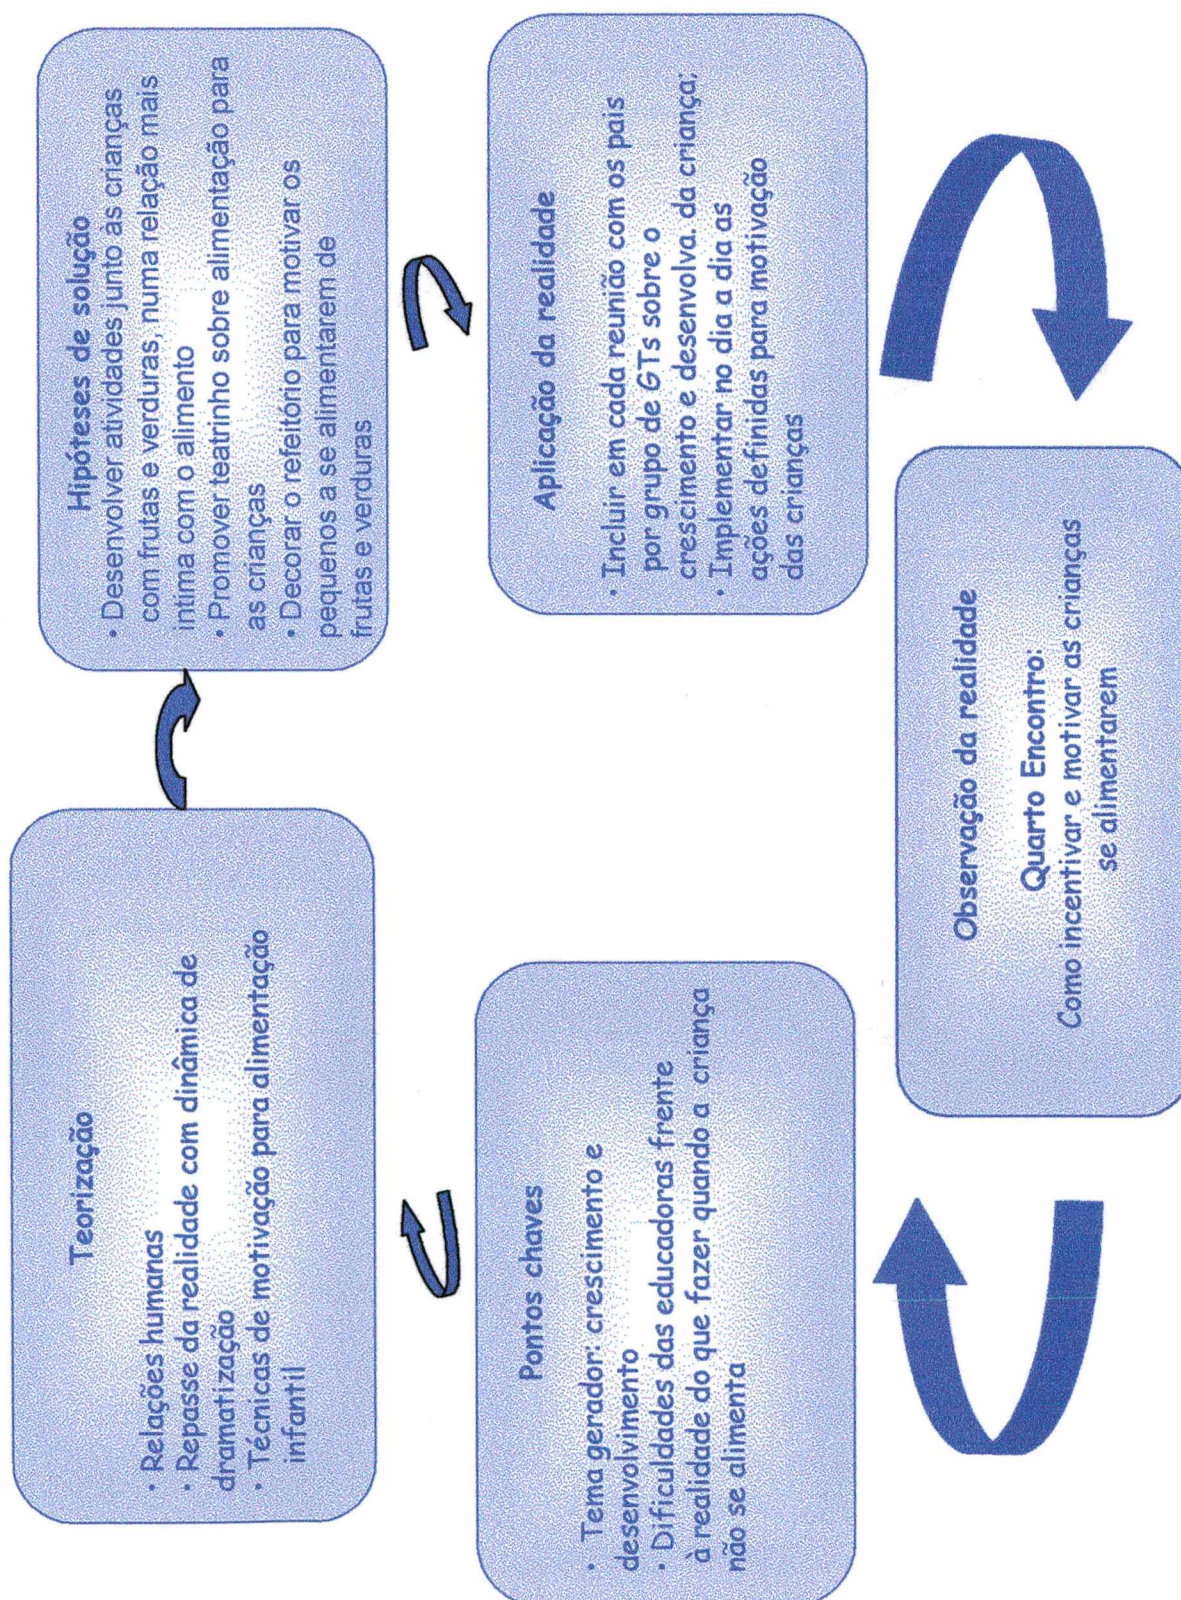 Teorização
• Relações humanas
• Repasse da realidade com dinâmica de
dramatização
• Técnicas de motivação para alimentação
infantil
Hipóteses de solução
• Desenvolver atividades junto às crianças
com frutas e verduras, numa relação mais
intima com o alimento
• Promover teatrinho sobre alimentação para
as crianças
• Decorar o refeitório para motivar os
pequenos a se alimentarem de
frutas e verduras
Pontos chaves
• Tema gerador: crescimento e
desenvolvimento
• Dificuldades das educadoras frente
à realidade do que fazer quando a criança
não se alimenta
Aplicação da realidade
• Incluir em cada reunião com os pais
por grupo de GTs sobre o
crescimento e desenvolva. da criança;
• Implementar no dia a dia as
ações definidas para motivação
das crianças
Observação da realidade
Quarto Encontro:
Como incentivar e motivar as crianças
se alimentarem